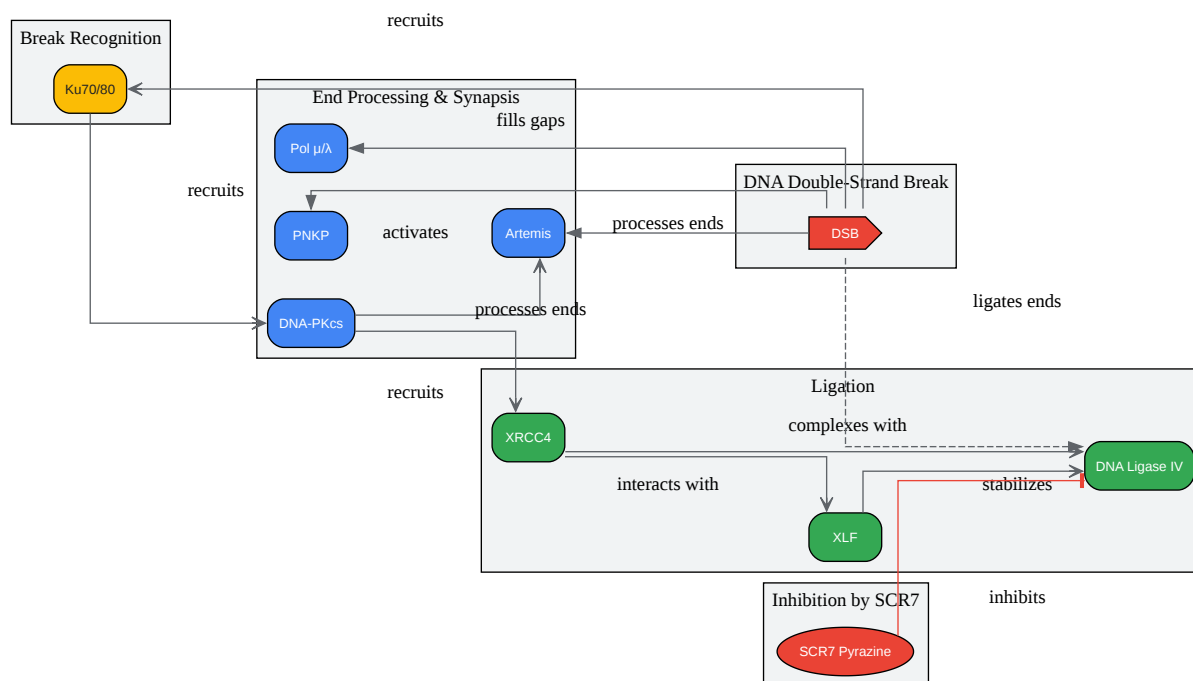 recruits
Break Recognition
Ku70/80
End Processing & Synapsis
fills gaps
Pol μ/λ
DNA Double-Strand Break
recruits
PNKP
activates
Artemis
processes ends
DSB
ligates ends
processes ends
DNA-PKcs
recruits
Ligation
complexes with
XRCC4
DNA Ligase IV
interacts with
stabilizes
XLF
Inhibition by SCR7
inhibits
SCR7 Pyrazine